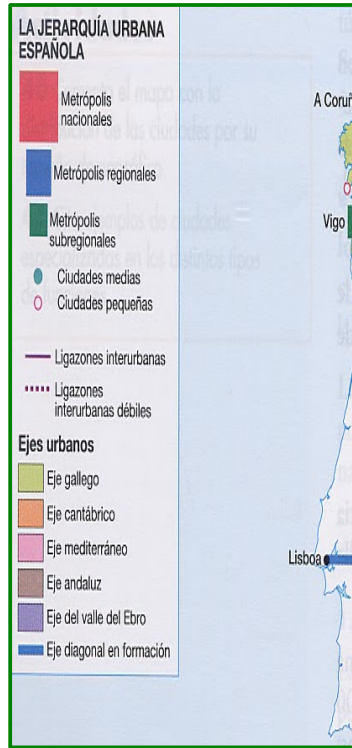 LA JERARQUÍA URBANA
ESPAÑOLA
Metrópolis
nacionales
Metrópolis regionales
Metrópolis
subregionales
Ciudades medias
Ciudades pequeñas
Ligazones interurbanas
Ligazones
interurbanas débiles
Ejes urbanos
Eje gallego
Eje cantábrico
Eje mediterráneo
Eje andaluz
Eje del valle del Ebro
Eje diagonal en formación
A Coruñ
Vigo
Lisboa